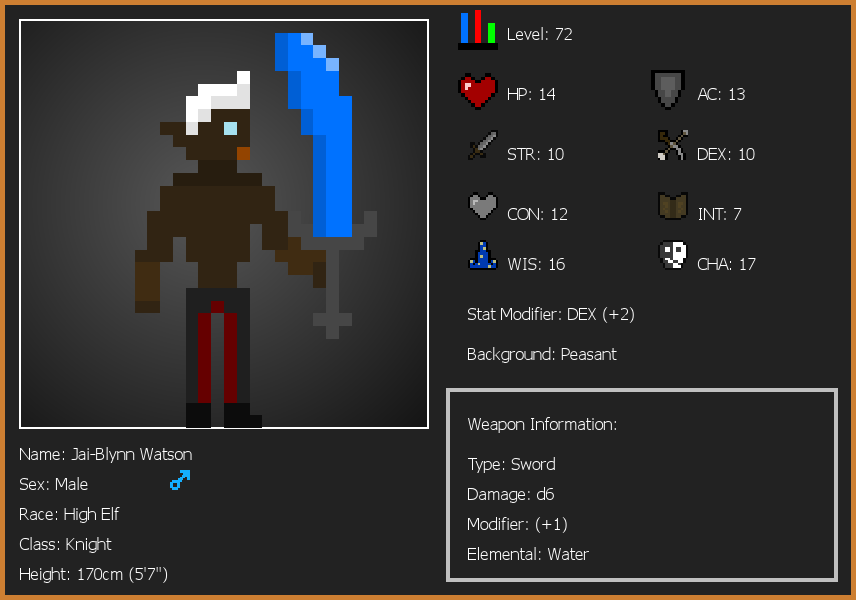 Level: 72
HP: 14
AC: 13
STR: 10
DEX: 10
CON: 12
INT: 7
WIS: 16
CHA: 17
Stat Modifier: DEX (+2)
Background: Peasant
Weapon Information:
Type: Sword
Damage: d6
Modifier: (+1)
Elemental: Water
Name: Jai-Blynn Watson
Sex: Male
Race: High Elf
Class: Knight
Height: 170cm (5'7")